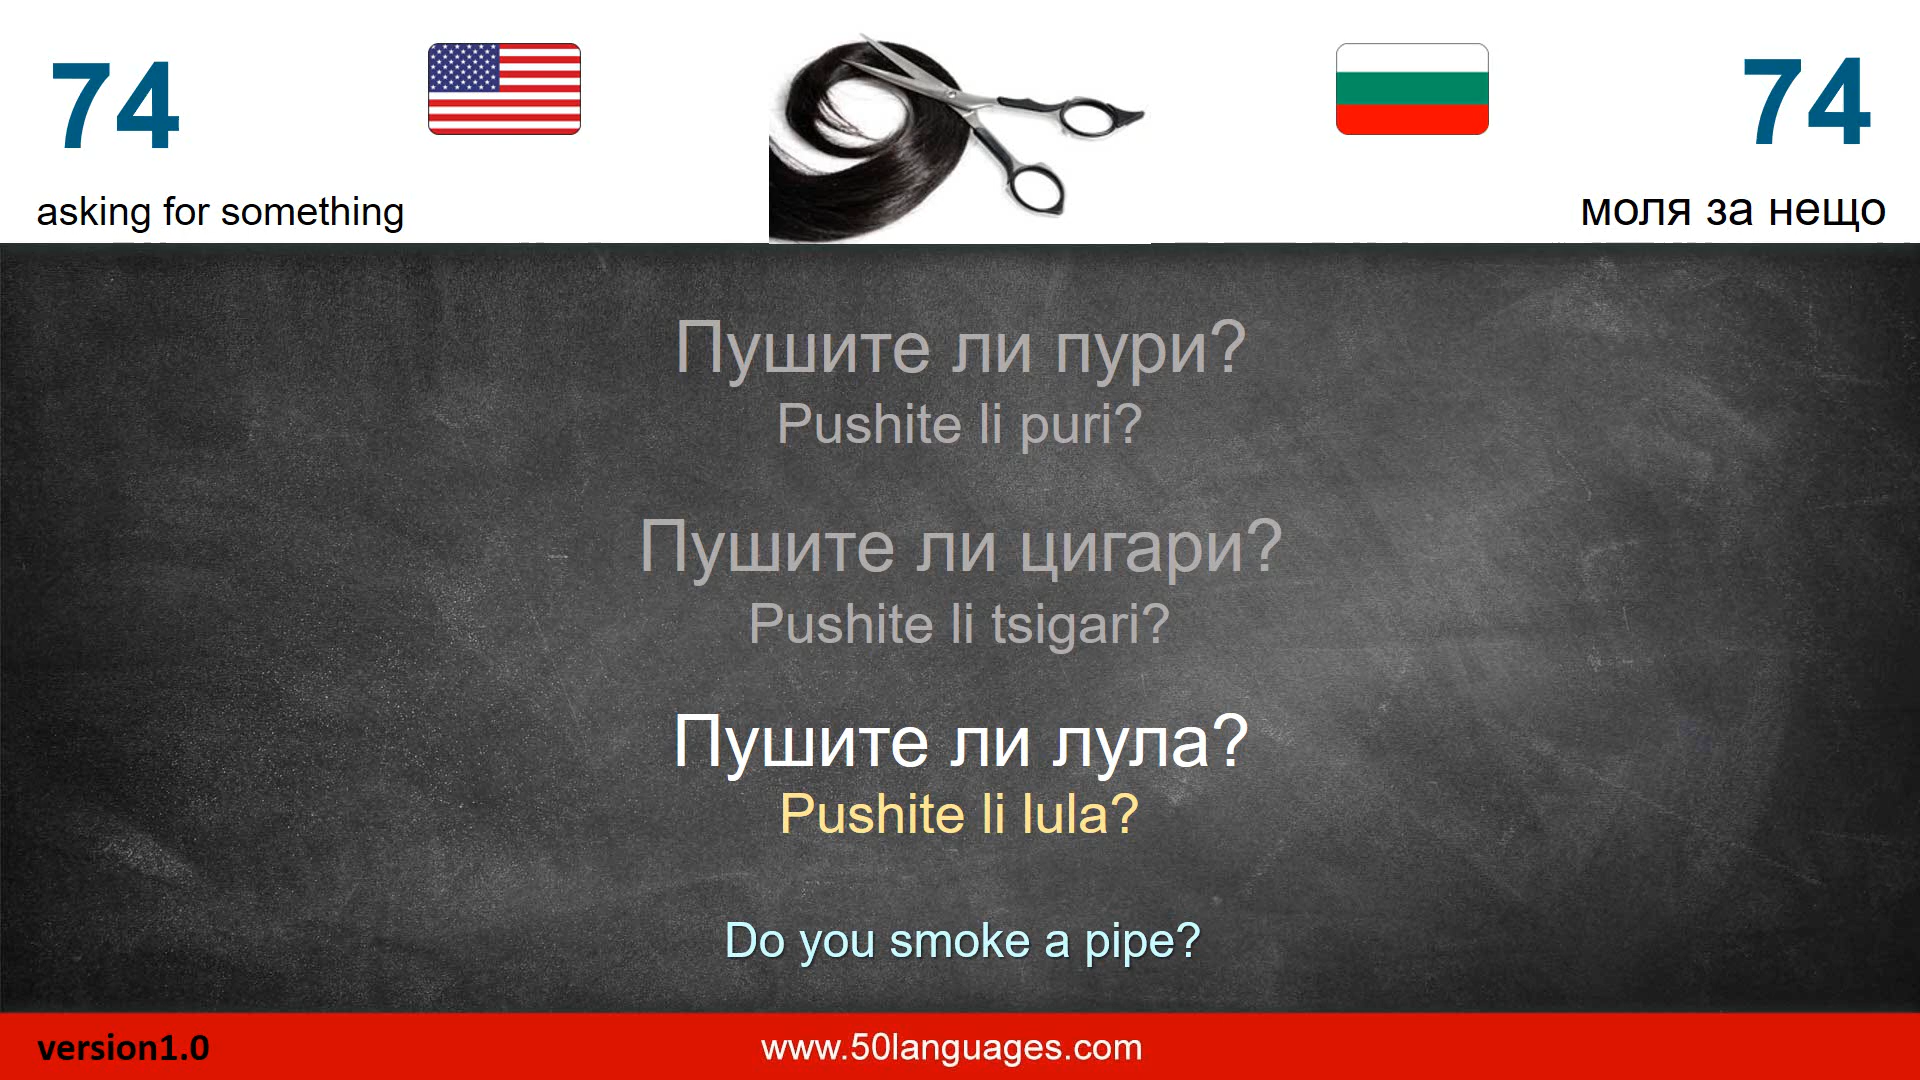 74
74
asking for something
моля за нещо
Пушите ли пури?
Pushite li puri?
Пушите ли цигари?
Pushite li tsigari?
Пушите ли лула?
Pushite li lula?
Do you smoke a pipe?
version1.0
www.50languages.com